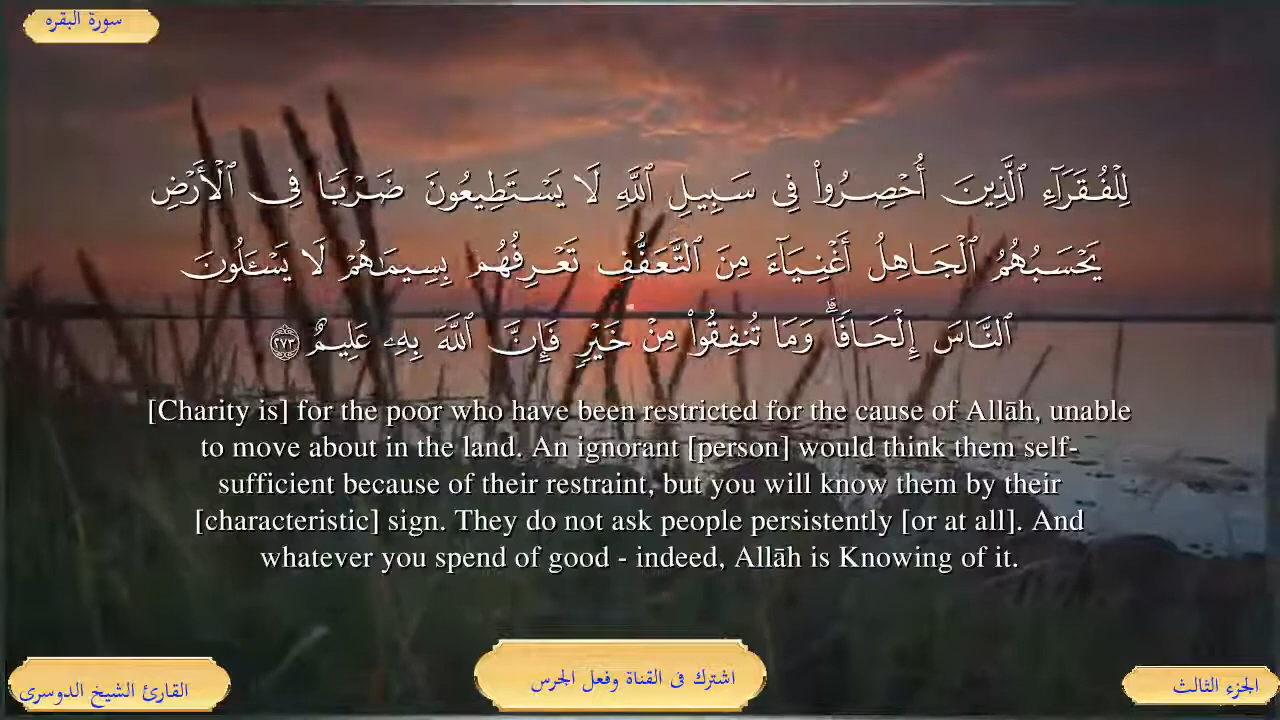 سورة البقره
لِلْفُقَرَآءِ ٱلَّذِينَ أُحْصِرُوا۟ فِى سَبِيلِ ٱللَّهِ لَا يَسْتَطِيعُونَ ضَرْبًا فِى ٱلْأَرْضِ
يَحْسَبُهُمُ ٱلْجَاهِلُ أَغْنِيَآءَ مِنَ ٱلتَّعَفُّفِ تَعْرِفُهُم بِسِيمَـٰهُمْ لَا يَسْـَٔلُونَ
ٱلنَّاسَ إِلْحَافًا ۗ وَمَا تُنفِقُوا۟ مِنْ خَيْرٍ فَإِنَّ ٱللَّهَ بِهِۦ عَلِيمٌ ٢٧٣
[Charity is] for the poor who have been restricted for the cause of Allāh, unable
to move about in the land. An ignorant [person] would think them self-
sufficient because of their restraint, but you will know them by their
[characteristic] sign. They do not ask people persistently [or at all]. And
whatever you spend of good - indeed, Allāh is Knowing of it.
الجزء الثالث
اشترك فى القناة وفعل الجرس
القارئ الشيخ الدوسرى